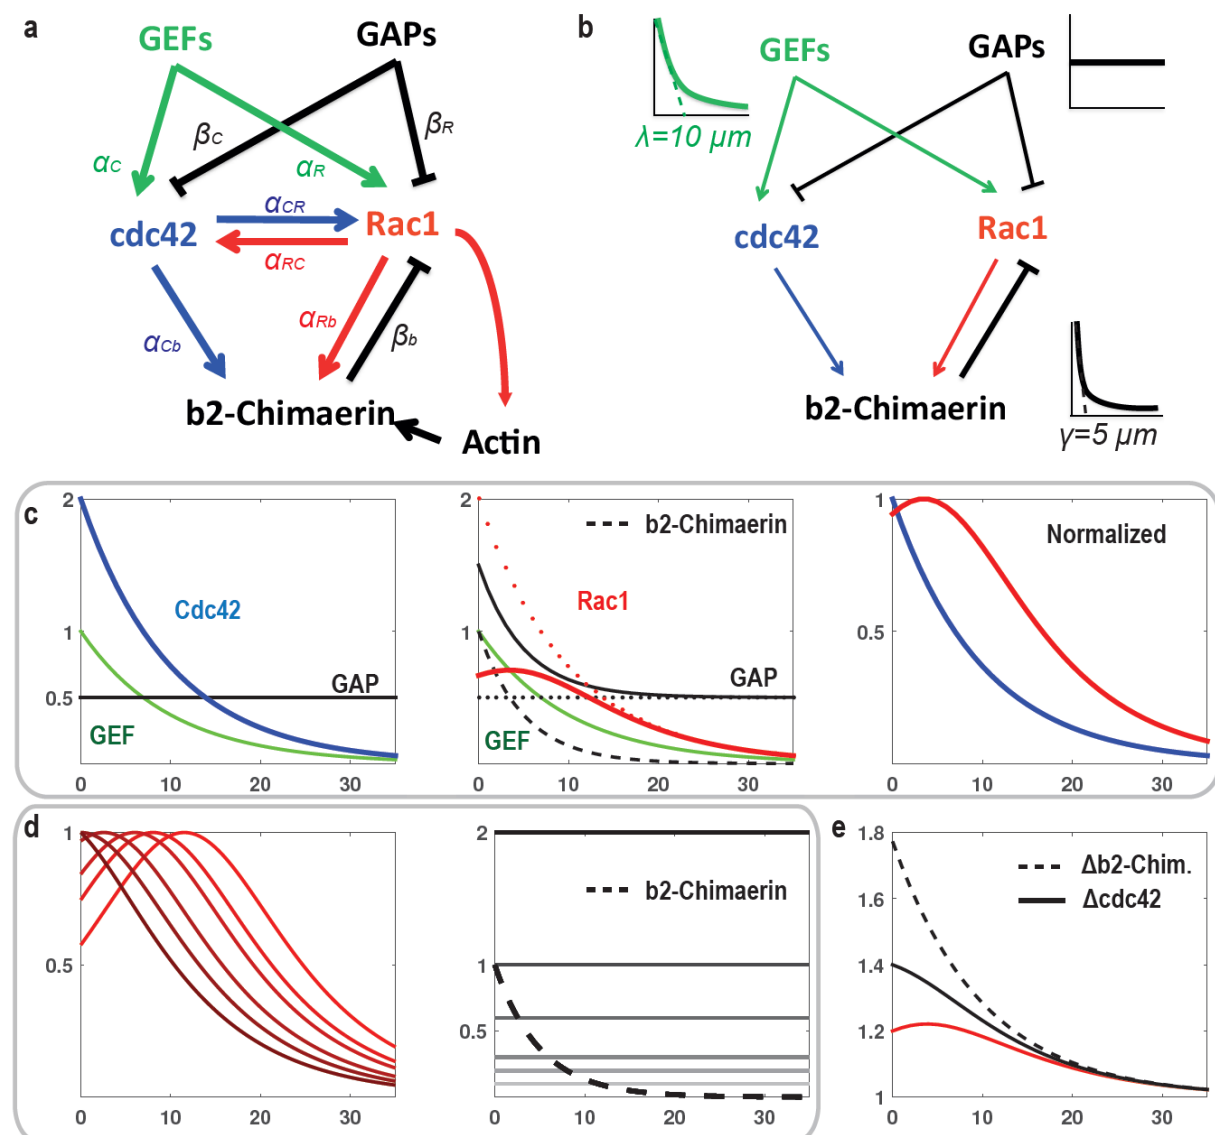 a
GEFs
GAPs
βC
βR
αC
αR
αCR
cdc42
Rac1
αRC
αCb
αRb
βb
b2-Chimaerin
Actin
b
GEFs
GAPs
λ=10 μm
cdc42
Rac1
b2-Chimaerin
γ=5 μm
c
2
1
0.5
Cdc42
GAP
GEF
0 10 20 30
2
1
0.5
b2-Chimaerin
Rac1
GAP
GEF
0 10 20 30
1
0.5
Normalized
0 10 20 30
d
1
0.5
0 10 20 30
2
1
0.5
b2-Chimaerin
0 10 20 30
e
1.8
1.6
1.4
1.2
1
Δb2-Chim.
Δcdc42
0 10 20 30